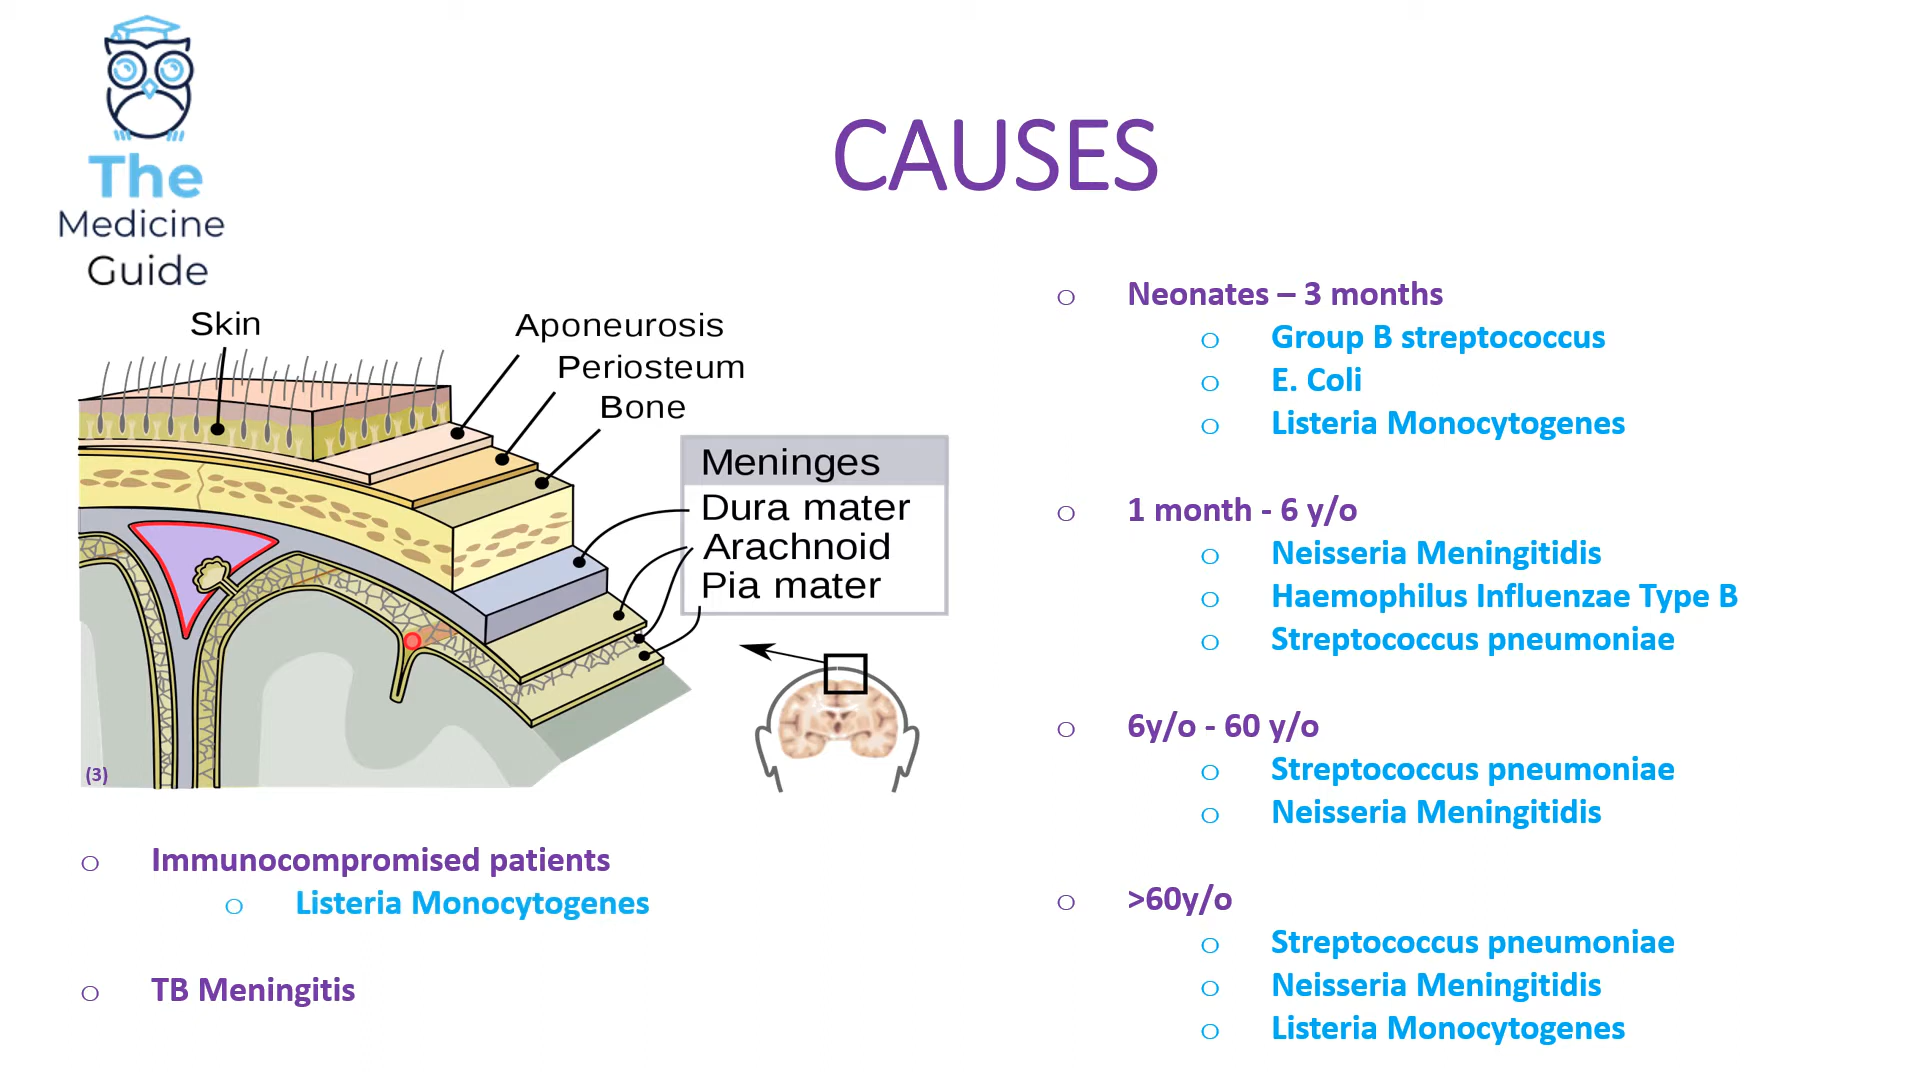 The
Medicine
Guide
CAUSES
Skin
Aponeurosis
Periosteum
Bone
Meninges
Dura mater
Arachnoid
Pia mater
(3)
o Immunocompromised patients
o Listeria Monocytogenes
o TB Meningitis
o Neonates – 3 months
o Group B streptococcus
o E. Coli
o Listeria Monocytogenes
o 1 month - 6 y/o
o Neisseria Meningitidis
o Haemophilus Influenzae Type B
o Streptococcus pneumoniae
o 6y/o - 60 y/o
o Streptococcus pneumoniae
o Neisseria Meningitidis
o >60y/o
o Streptococcus pneumoniae
o Neisseria Meningitidis
o Listeria Monocytogenes